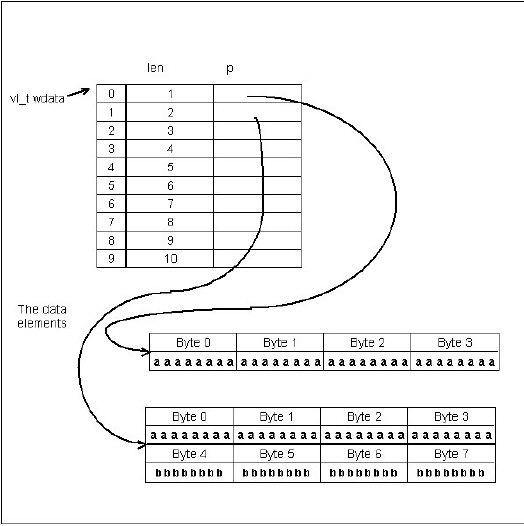 len p
vl_t wdata
0 1
1 2
2 3
3 4
4 5
5 6
6 7
7 8
8 9
9 10
The data
elements
Byte 0 Byte 1 Byte 2 Byte 3
a a a a a a a a a a a a a a a a a a a a a a a a a a a a a a a a
Byte 0 Byte 1 Byte 2 Byte 3
a a a a a a a a a a a a a a a a a a a a a a a a a a a a a a a a
Byte 4 Byte 5 Byte 6 Byte 7
b b b b b b b b b b b b b b b b b b b b b b b b b b b b b b b b